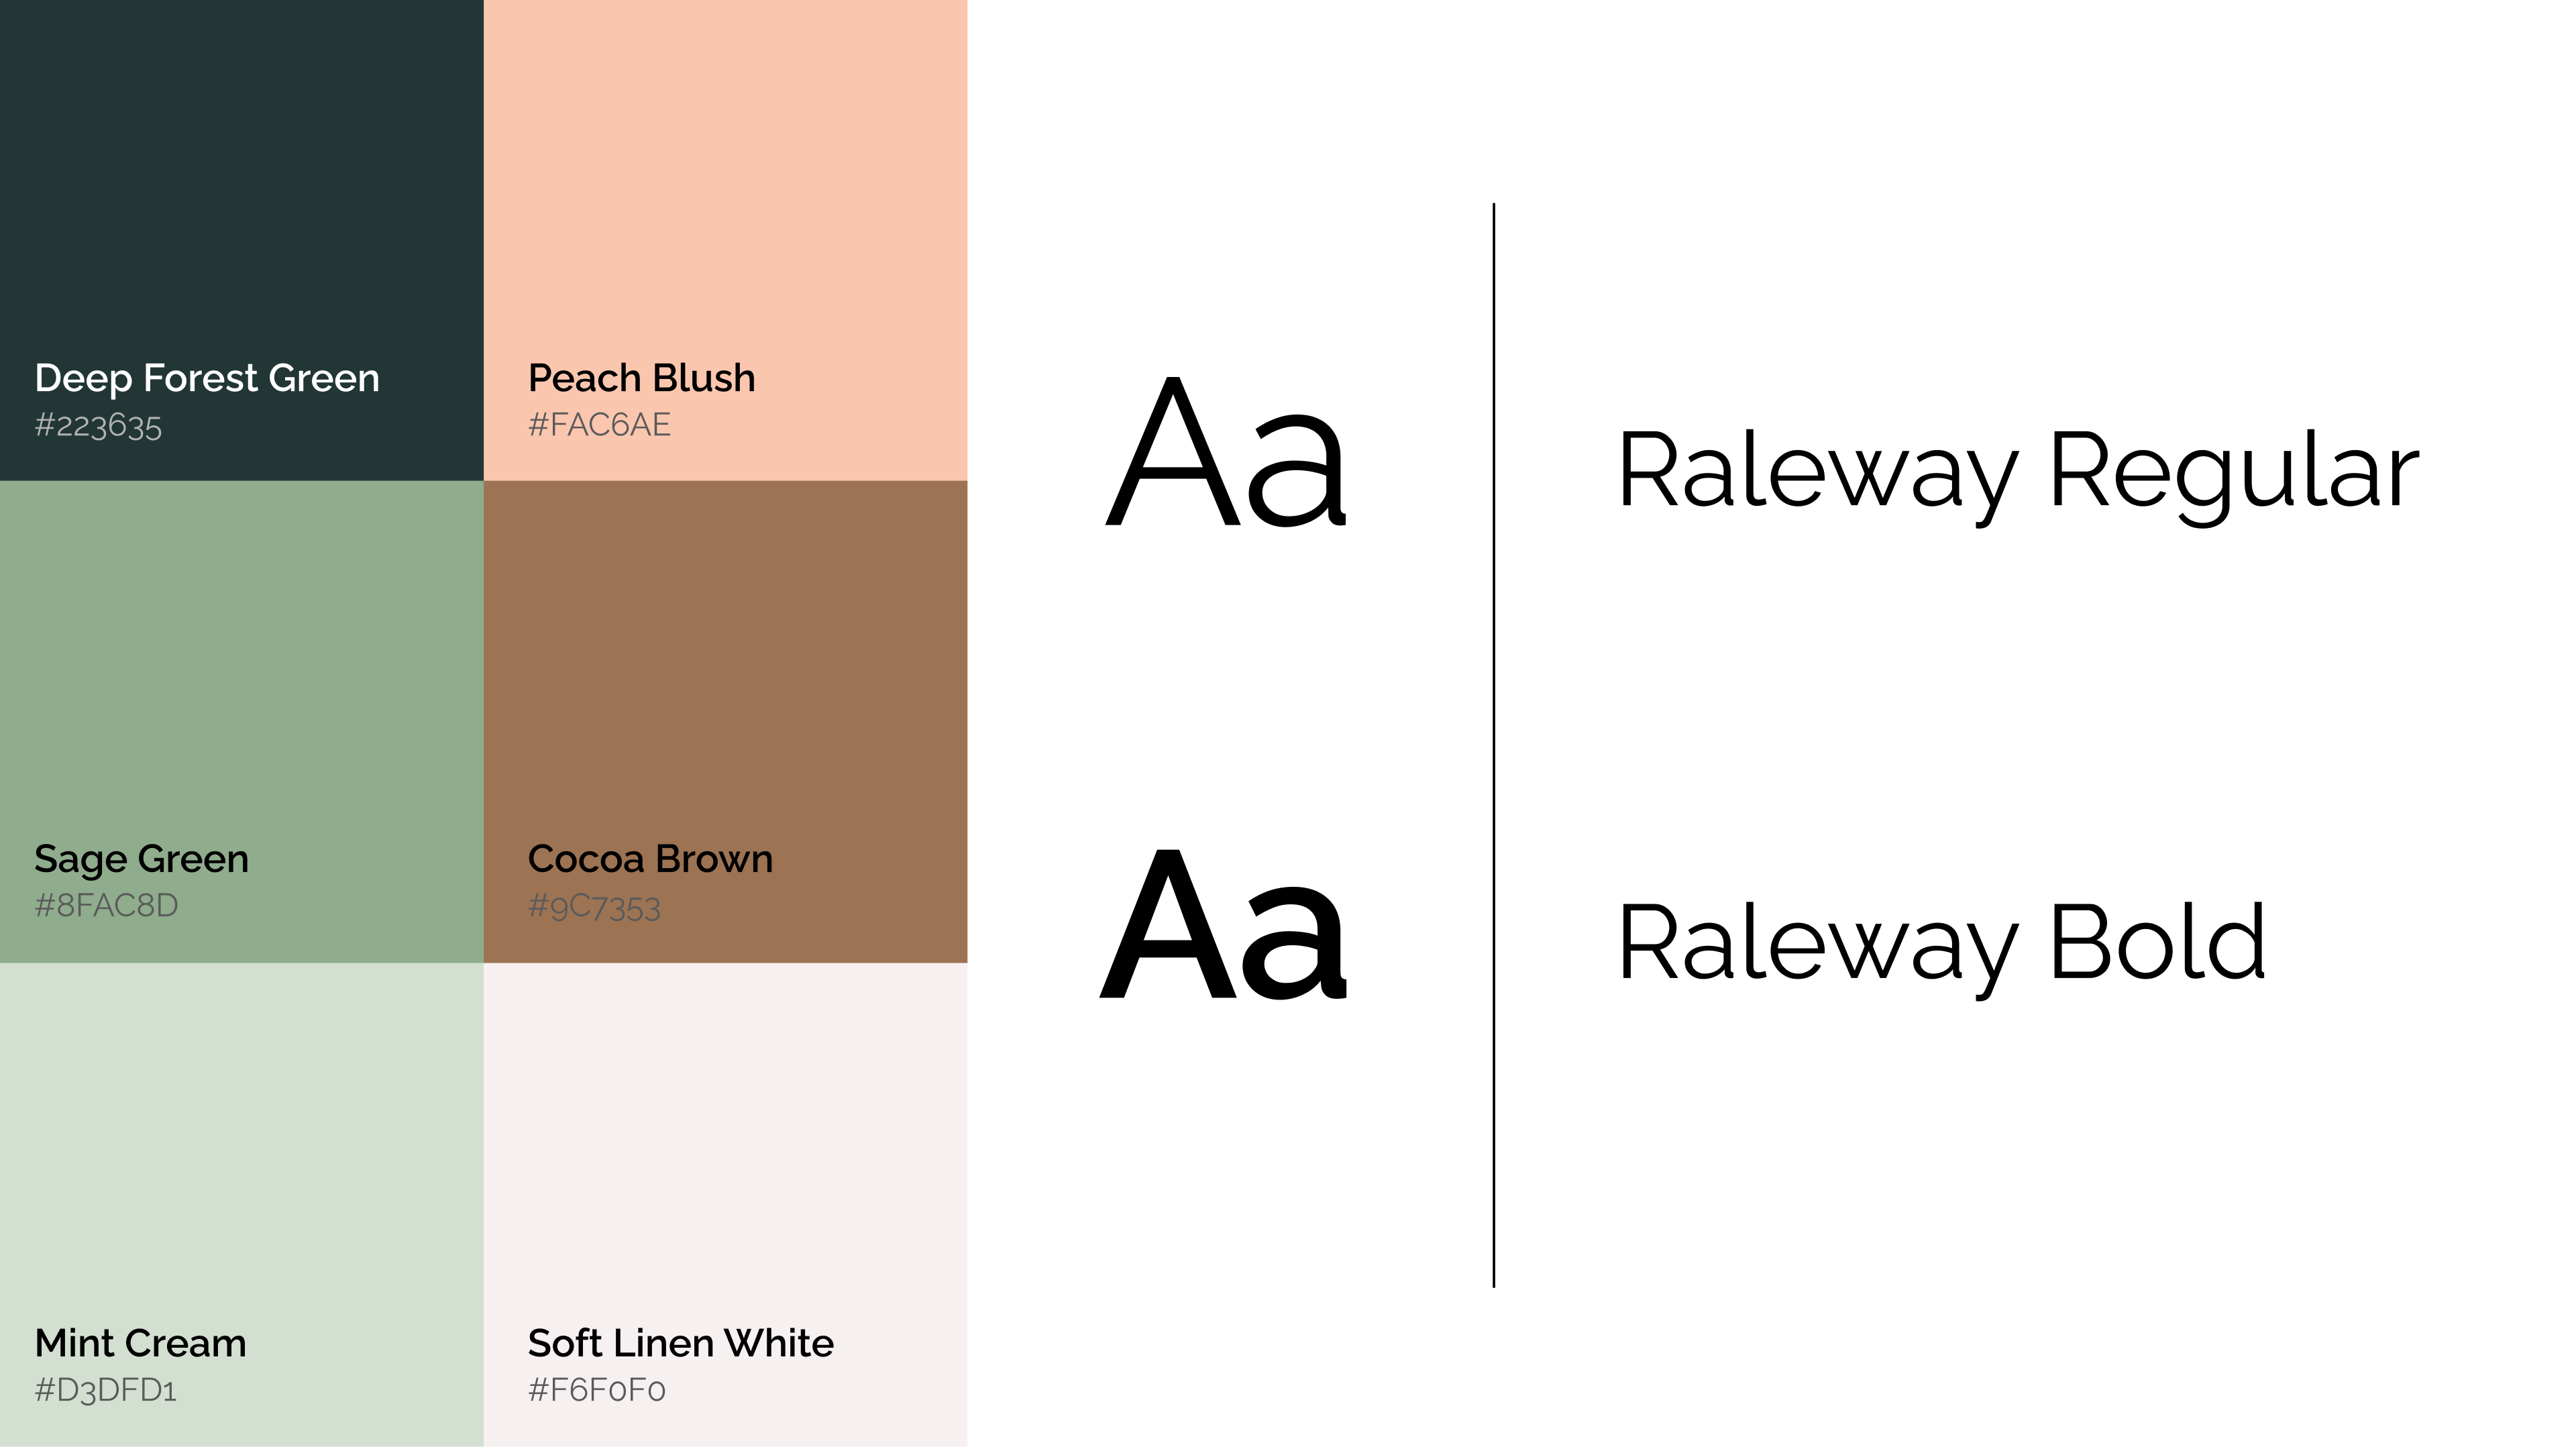 Deep Forest Green
#223635
Peach Blush
#FAC6AE
Sage Green
#8FAC8D
Cocoa Brown
#9C7353
Mint Cream
#D3DFD1
Soft Linen White
#F6F0F0
Aa
Raleway Regular
Aa
Raleway Bold